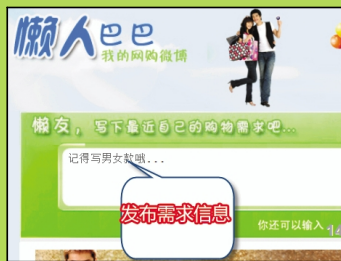 懒人巴巴
我的网购微博
懒友，写下最近自己的购物需求吧...
记得写男女款哦...
发布需求信息
你还可以输入